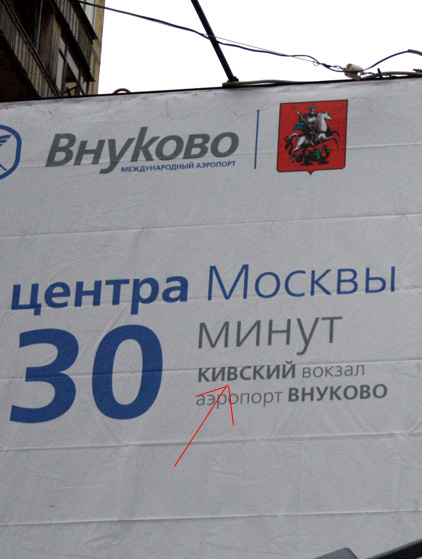 Внуково
МЕЖДУНАРОДНЫЙ АЭРОПОРТ
центра Москвы
30 минут
КИВСКИЙ вокзал
аэропорт ВНУКОВО